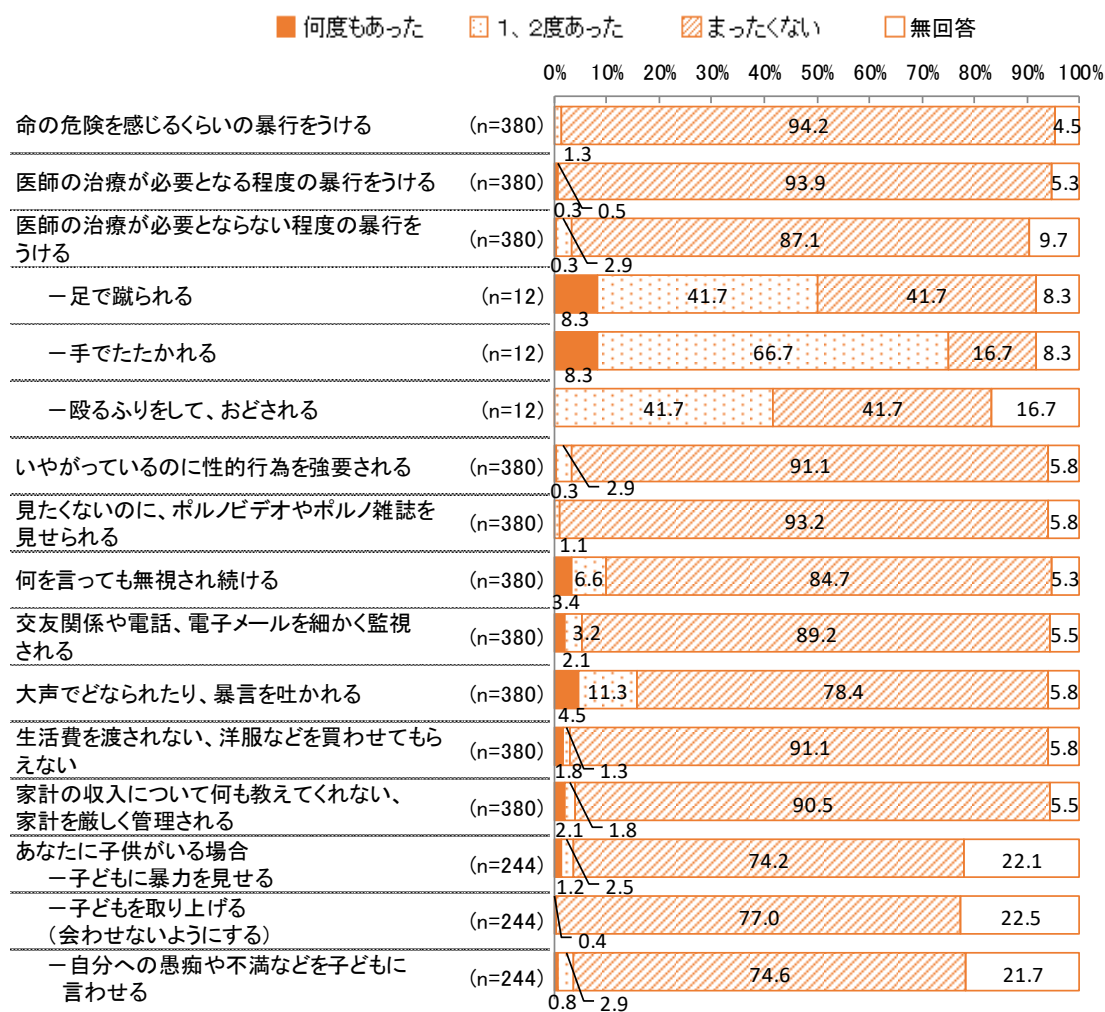 何度もあった 1、2度あった まったくない 無回答
0% 10% 20% 30% 40% 50% 60% 70% 80% 90% 100%
命の危険を感じるくらいの暴行をうける (n=380) 94.2 4.5
1.3
医師の治療が必要となる程度の暴行をうける (n=380) 93.9 5.3
0.3 0.5
医師の治療が必要とならない程度の暴行を
うける (n=380) 87.1 9.7
0.3 2.9
－足で蹴られる (n=12) 41.7 41.7 8.3
8.3
－手でたたかれる (n=12) 66.7 16.7 8.3
8.3
－殴るふりをして、おどされる (n=12) 41.7 41.7 16.7
いやがっているのに性的行為を強要される (n=380) 91.1 5.8
0.3 2.9
見たくないのに、ポルノビデオやポルノ雑誌を
見せられる (n=380) 93.2 5.8
1.1
何を言っても無視され続ける (n=380) 6.6 84.7 5.3
3.4
交友関係や電話、電子メールを細かく監視
される (n=380) 3.2 89.2 5.5
2.1
大声でどなられたり、暴言を吐かれる (n=380) 11.3 78.4 5.8
4.5
生活費を渡されない、洋服などを買わせてもら
えない (n=380) 91.1 5.8
1.8 1.3
家計の収入について何も教えてくれない、
家計を厳しく管理される (n=380) 90.5 5.5
2.1 1.8
あなたに子供がいる場合
－子どもに暴力を見せる (n=244) 74.2 22.1
1.2 2.5
－子どもを取り上げる
（会わせないようにする） (n=244) 77.0 22.5
0.4
－自分への愚痴や不満などを子どもに
言わせる (n=244) 74.6 21.7
0.8 2.9